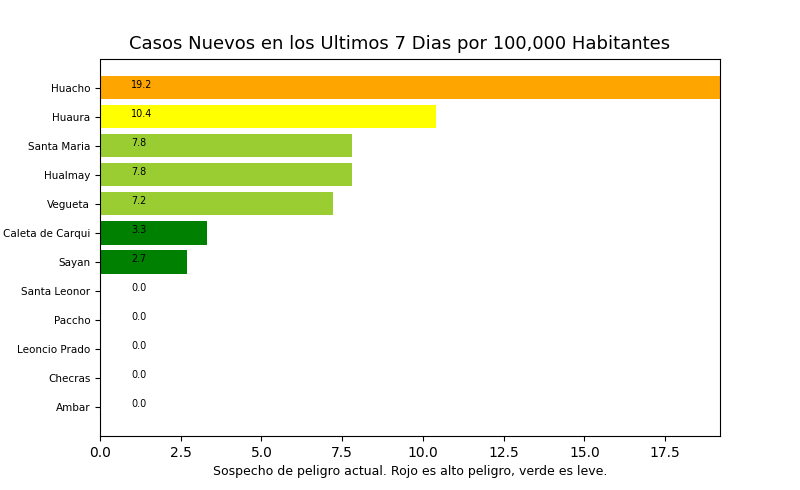 Casos Nuevos en los Ultimos 7 Dias por 100,000 Habitantes
Huacho 19.2
Huaura 10.4
Santa Maria 7.8
Hualmay 7.8
Vegueta 7.2
Caleta de Carqui 3.3
Sayan 2.7
Santa Leonor 0.0
Paccho 0.0
Leoncio Prado 0.0
Checras 0.0
Ambar 0.0
0.0 2.5 5.0 7.5 10.0 12.5 15.0 17.5
Sospecho de peligro actual. Rojo es alto peligro, verde es leve.